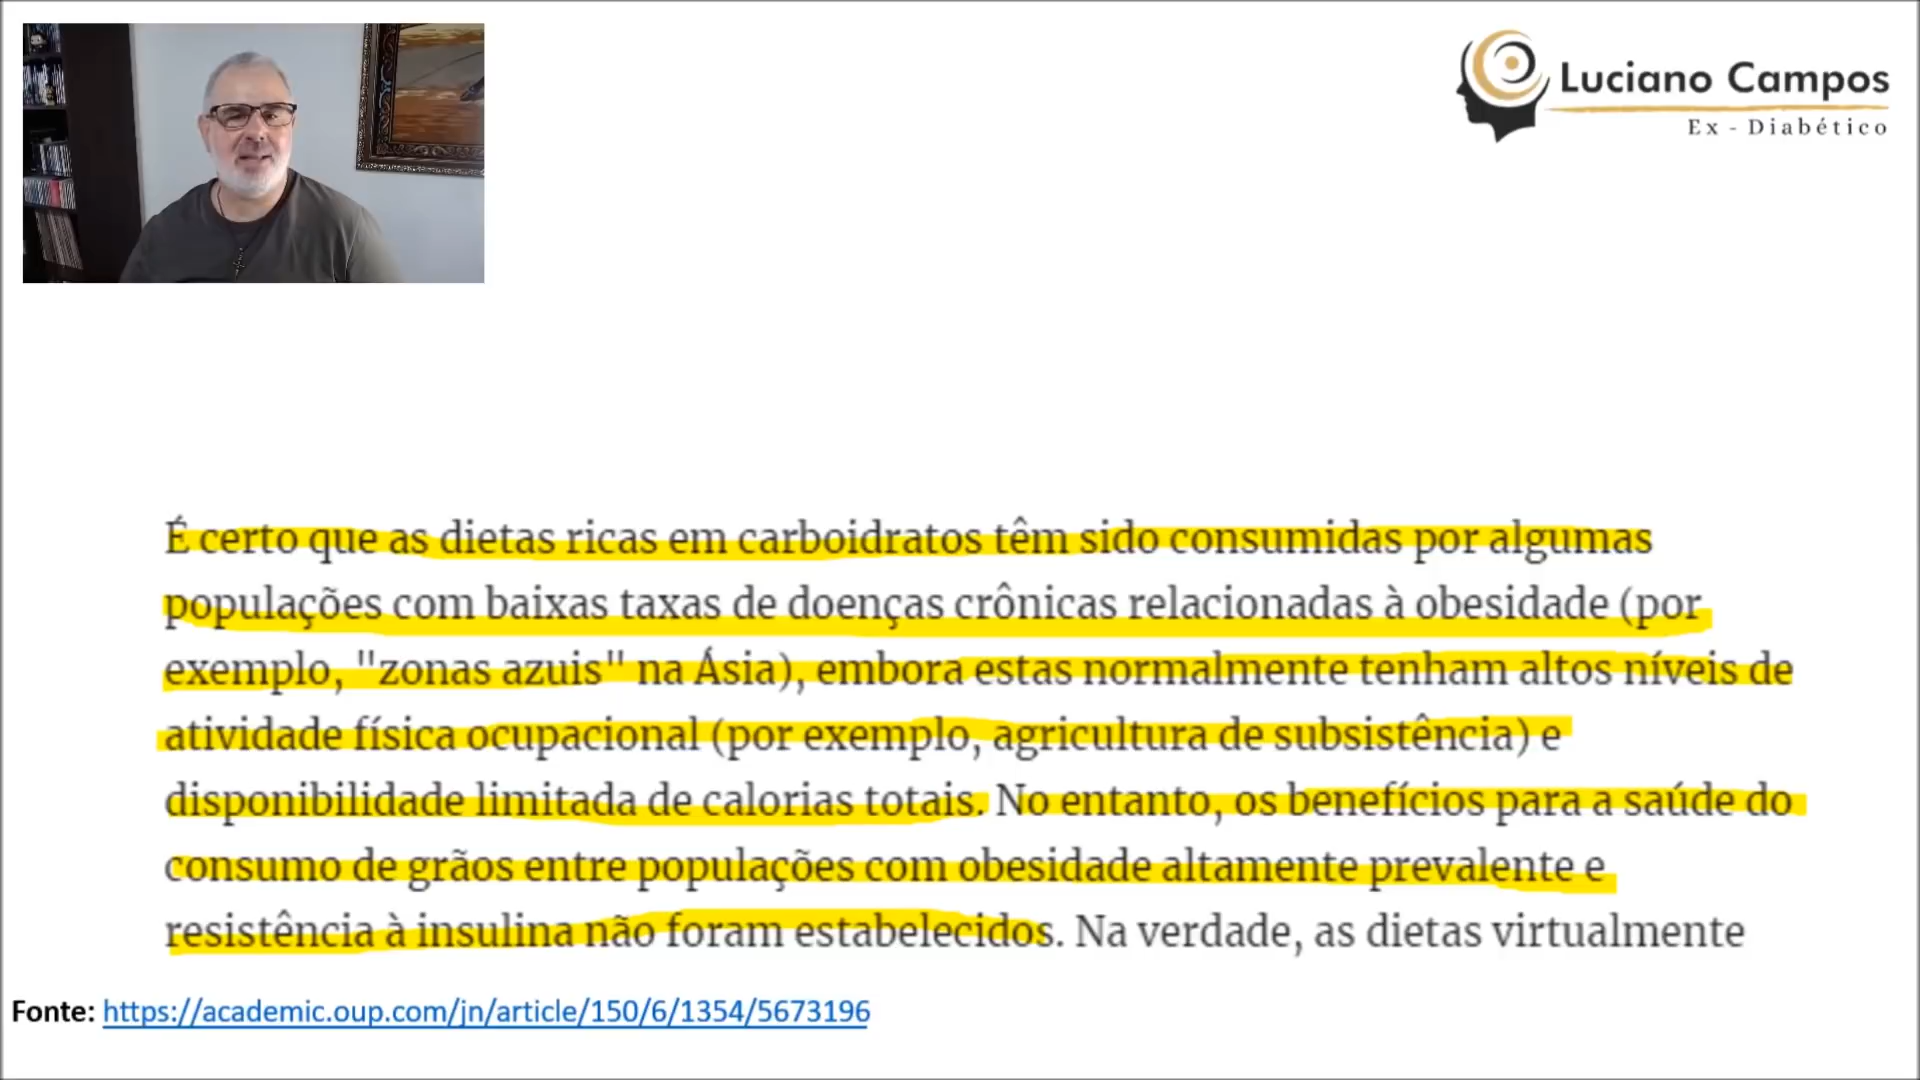 Luciano Campos
Ex - Diabético
É certo que as dietas ricas em carboidratos têm sido consumidas por algumas
populações com baixas taxas de doenças crônicas relacionadas à obesidade (por
exemplo, "zonas azuis" na Ásia), embora estas normalmente tenham altos níveis de
atividade física ocupacional (por exemplo, agricultura de subsistência) e
disponibilidade limitada de calorias totais. No entanto, os benefícios para a saúde do
consumo de grãos entre populações com obesidade altamente prevalente e
resistência à insulina não foram estabelecidos. Na verdade, as dietas virtualmente
Fonte: https://academic.oup.com/jn/article/150/6/1354/5673196